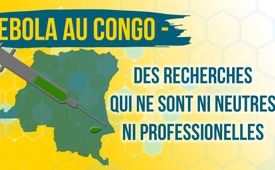 EBOLA AU CONGO -
DES RECHERCHES
QUI NE SONT NI NEUTRES
NI PROFESSIONELLES